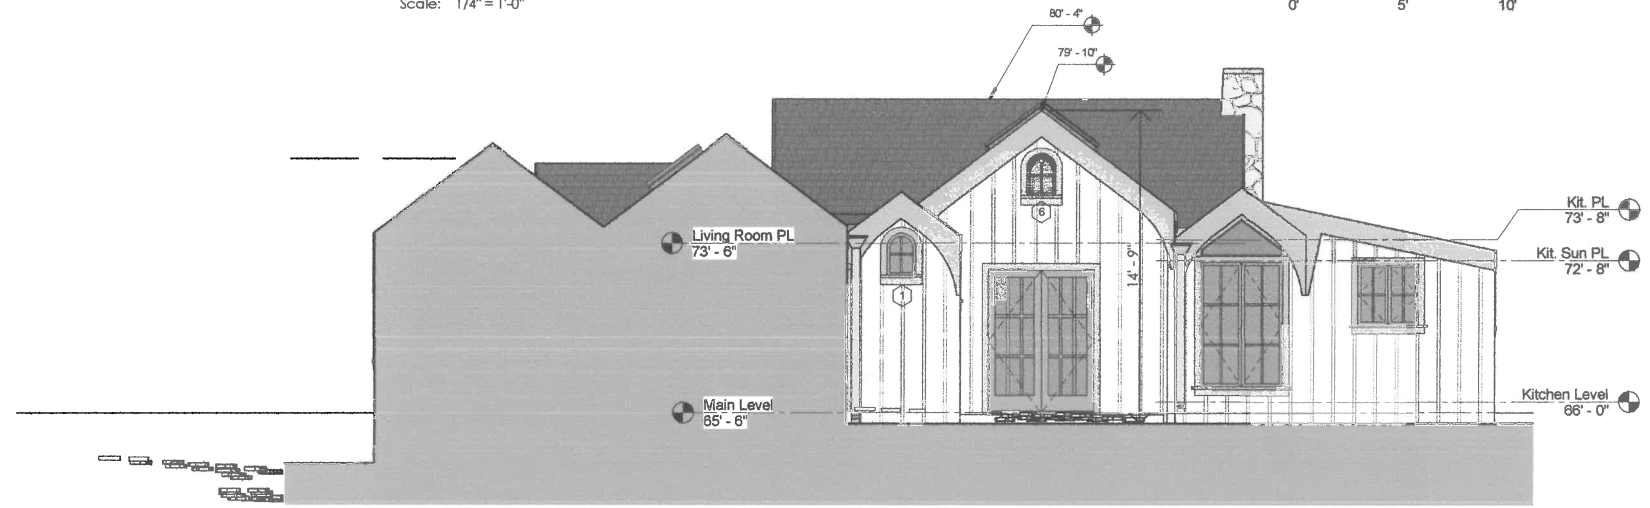 Scale: 1/4" = 1'-0"
0' 5' 10'
80' - 4"
79' - 10"
6
14' - 9"
Kit. PL
73' - 8"
Living Room PL
73' - 6"
Kit. Sun PL
72' - 8"
1
Kitchen Level
66' - 0"
Main Level
65' - 6"